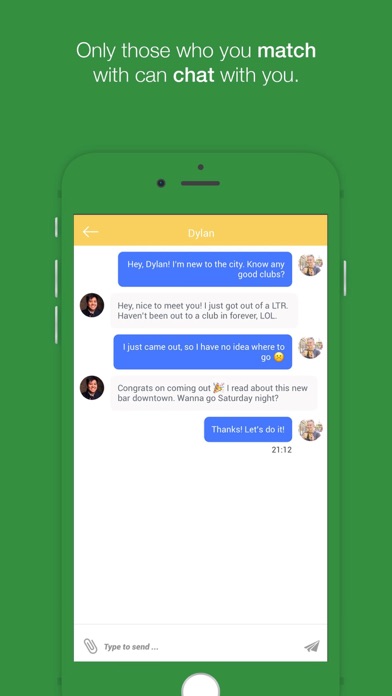 Only those who you match
with can chat with you.
Dylan
Hey, Dylan! I'm new to the city. Know any
good clubs?
Hey, nice to meet you! I just got out of a LTR.
Haven't been out to a club in forever, LOL.
I just came out, so I have no idea where to
go 😕
Congrats on coming out 🎉 I read about this new
bar downtown. Wanna go Saturday night?
Thanks! Let's do it!
21:12
Type to send ...